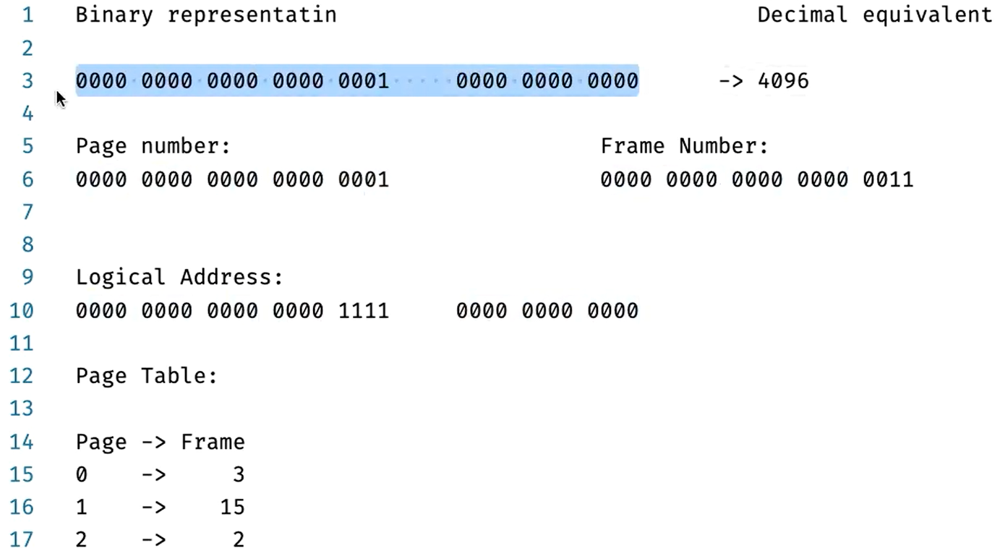 1 Binary representatin Decimal equivalent
2
3 0000 0000 0000 0000 0001 0000 0000 0000 -> 4096
4
5 Page number: Frame Number:
6 0000 0000 0000 0000 0001 0000 0000 0000 0000 0011
7
8
9 Logical Address:
10 0000 0000 0000 0000 1111 0000 0000 0000
11
12 Page Table:
13
14 Page -> Frame
15 0 -> 3
16 1 -> 15
17 2 -> 2